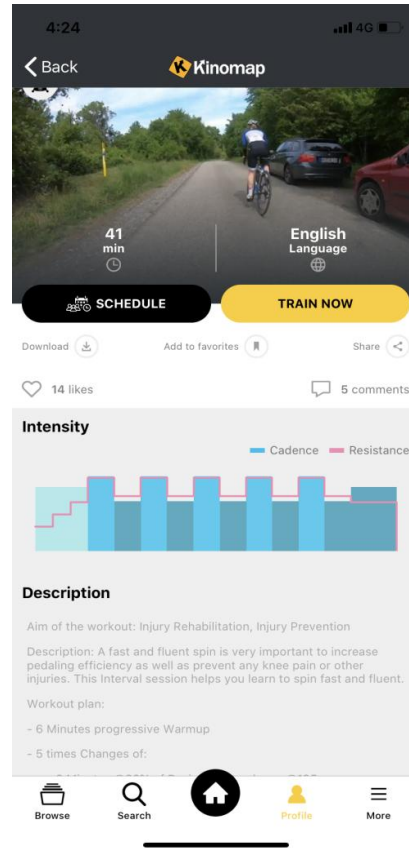 4:24
4G
Back
Kinomap
41
min
English
Language
SCHEDULE
TRAIN NOW
Download
Add to favorites
Share
14 likes
5 comments
Intensity
Cadence
Resistance
Description
Aim of the workout: Injury Rehabilitation, Injury Prevention
Description: A fast and fluent spin is very important to increase
pedaling efficiency as well as prevent any knee pain or other
injuries. This Interval session helps you learn to spin fast and fluent.
Workout plan:
- 6 Minutes progressive Warmup
- 5 times Changes of:
Browse
Search
Profile
More